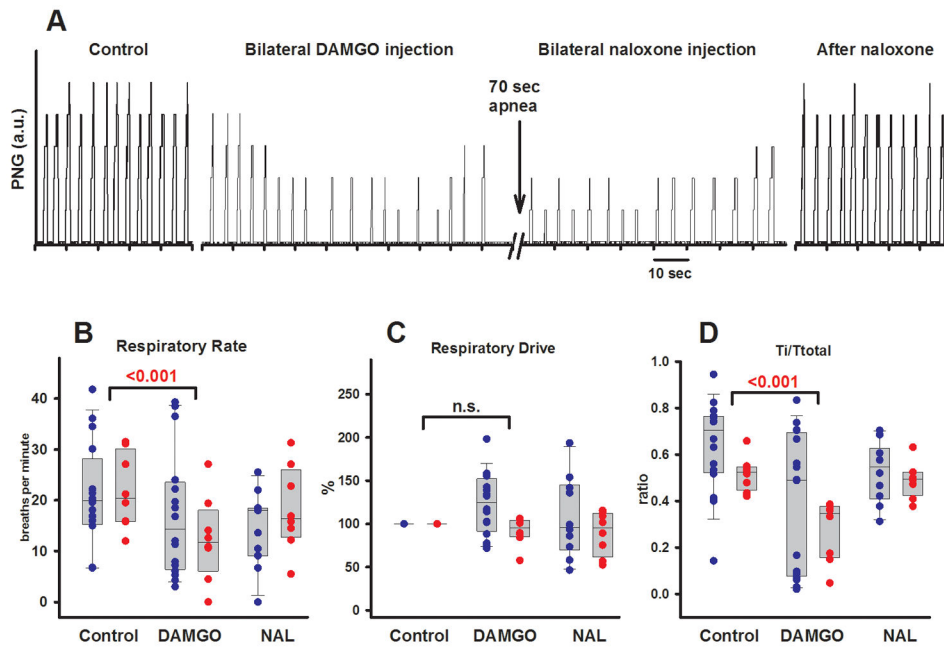 A
Control
Bilateral DAMGO injection
Bilateral naloxone injection
After naloxone
70 sec
apnea
PNG (a.u.)
10 sec
B
Respiratory Rate
<0.001
breaths per minute
40
30
20
10
0
Control DAMGO NAL
C
Respiratory Drive
n.s.
%
250
200
150
100
50
0
Control DAMGO NAL
D
Ti/Ttotal
<0.001
ratio
1.0
0.8
0.6
0.4
0.2
0.0
Control DAMGO NAL